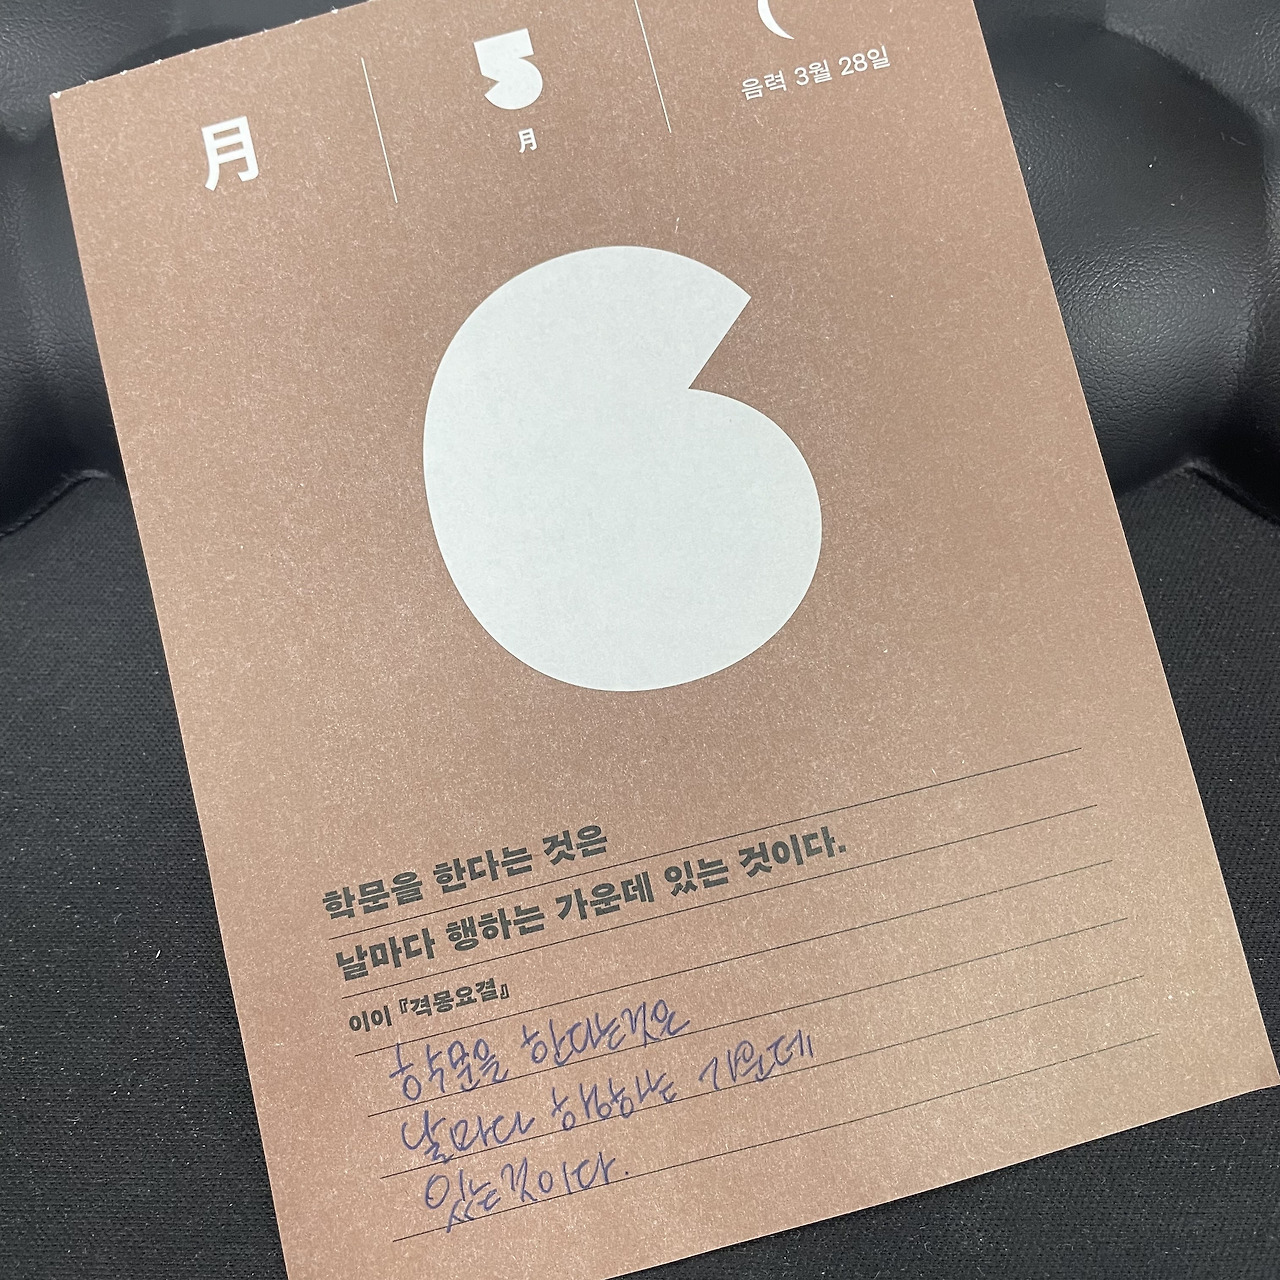 月
5
月
음력 3월 28일
6
학문을 한다는 것은
날마다 행하는 가운데 있는 것이다.
이이 『격몽요결』
학문을 한다는것은
날마다 행하는 가운데
있는것이다.